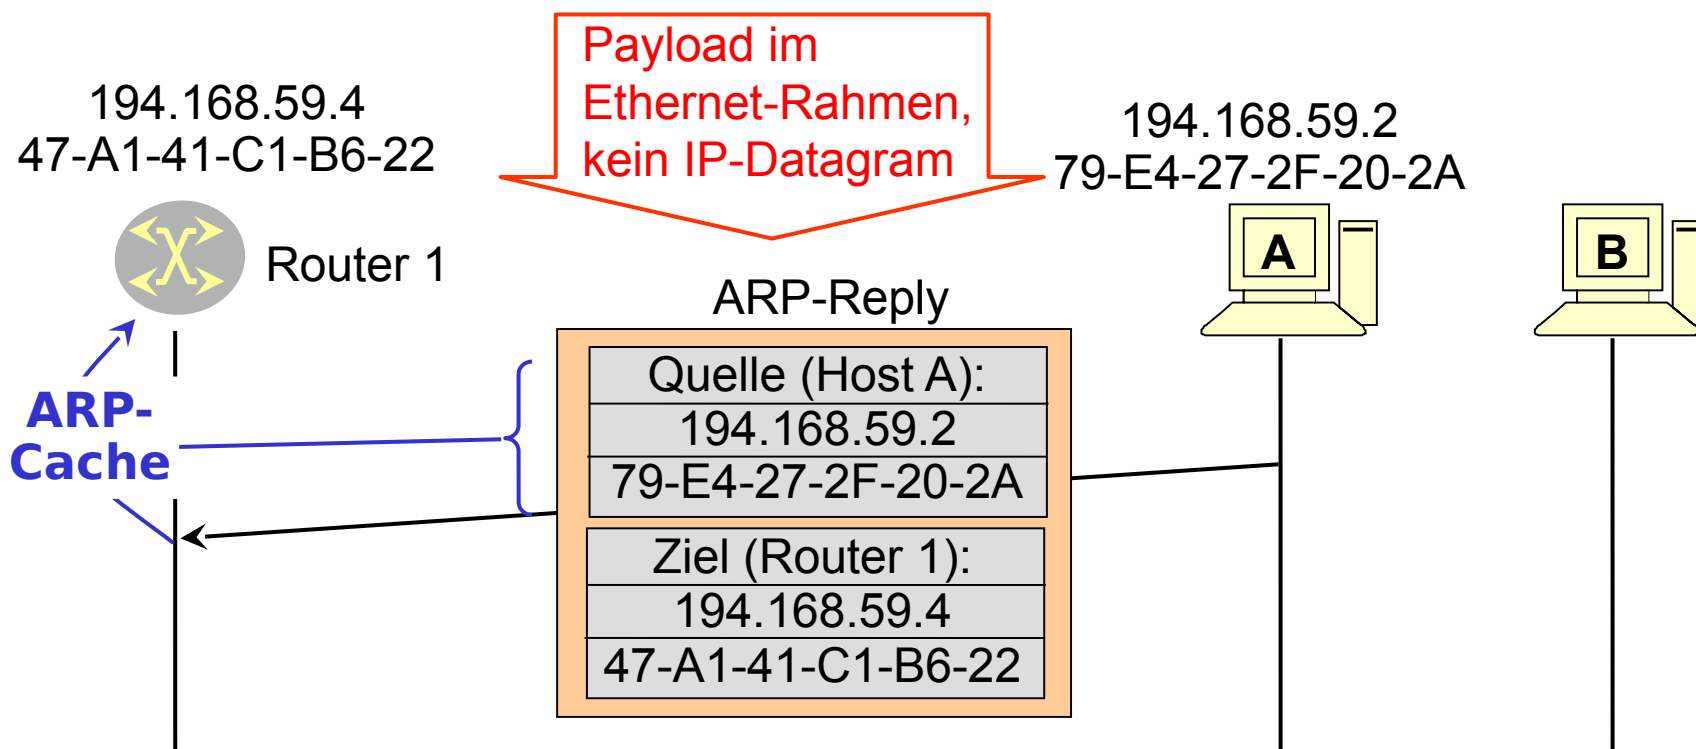 Payload im
Ethernet-Rahmen,
kein IP-Datagram
194.168.59.4
47-A1-41-C1-B6-22
194.168.59.2
79-E4-27-2F-20-2A
Router 1
A
B
ARP-Reply
ARP-
Cache
Quelle (Host A):
194.168.59.2
79-E4-27-2F-20-2A
Ziel (Router 1):
194.168.59.4
47-A1-41-C1-B6-22